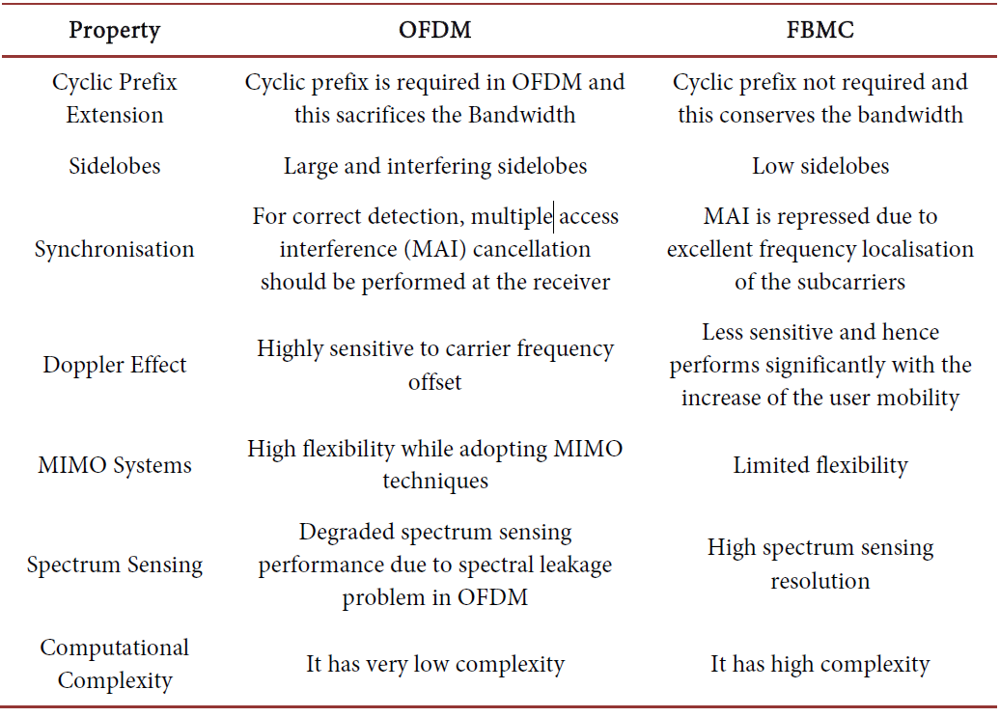 Property OFDM FBMC
Cyclic Prefix
Extension
Cyclic prefix is required in OFDM and
this sacrifices the Bandwidth
Cyclic prefix not required and
this conserves the bandwidth
Sidelobes
Large and interfering sidelobes
Low sidelobes
Synchronisation
For correct detection, multiple access
interference (MAI) cancellation
should be performed at the receiver
MAI is repressed due to
excellent frequency localisation
of the subcarriers
Doppler Effect
Highly sensitive to carrier frequency
offset
Less sensitive and hence
performs significantly with the
increase of the user mobility
MIMO Systems
High flexibility while adopting MIMO
techniques
Limited flexibility
Spectrum Sensing
Degraded spectrum sensing
performance due to spectral leakage
problem in OFDM
High spectrum sensing
resolution
Computational
Complexity
It has very low complexity
It has high complexity